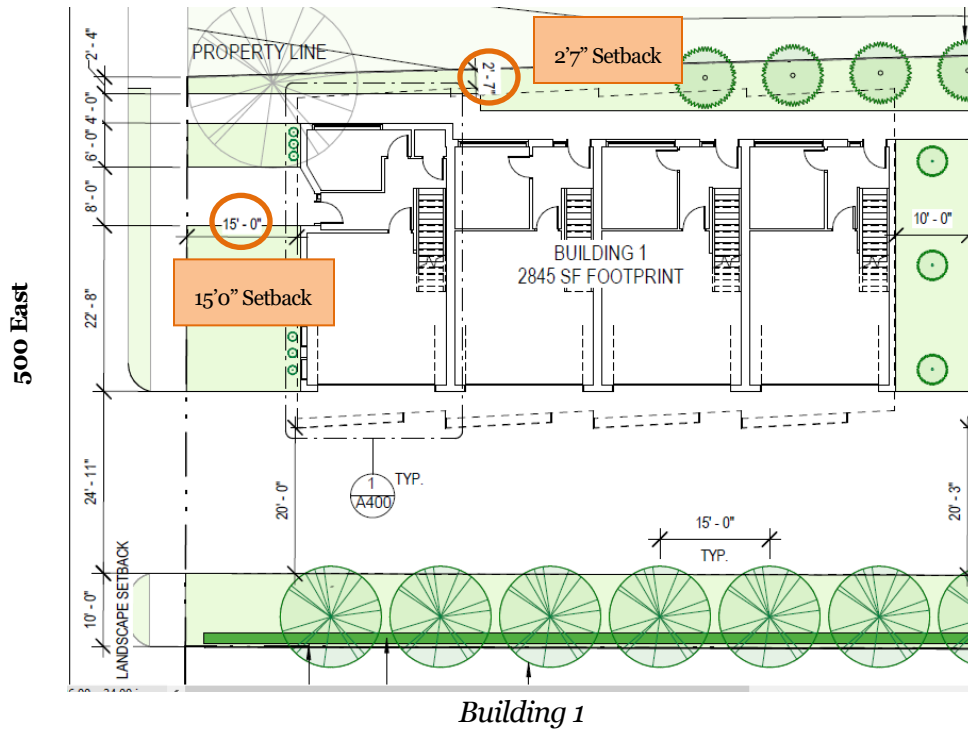 PROPERTY LINE
2'7" Setback
2' - 4"
2' - 7"
4' - 0"
6' - 0"
8' - 0"
15' - 0"
10' - 0"
BUILDING 1
2845 SF FOOTPRINT
15'0" Setback
22' - 8"
500 East
1
A400
TYP.
24' - 11"
20' - 0"
20' - 3"
15' - 0"
TYP.
10' - 0"
LANDSCAPE SETBACK
Building 1